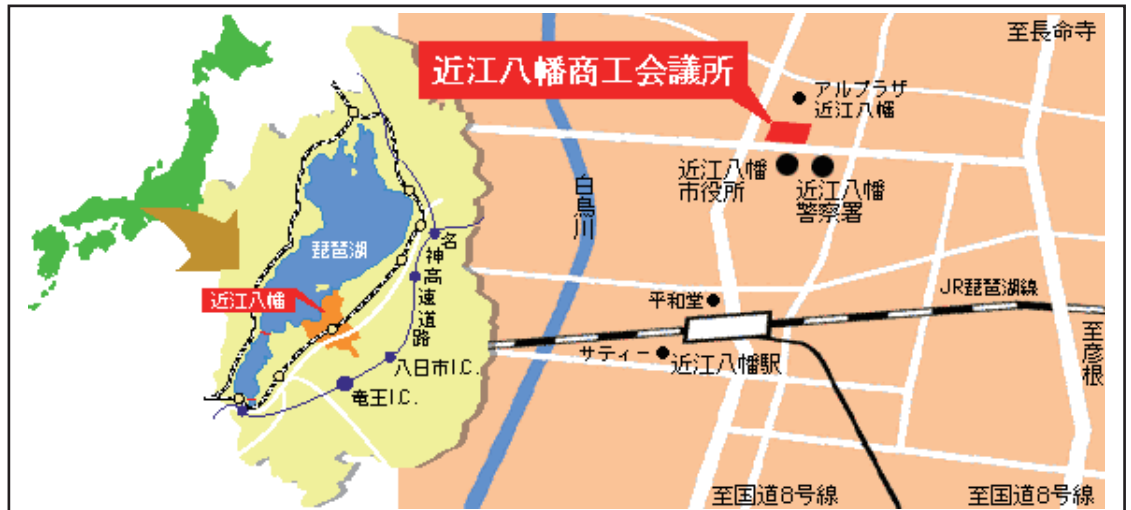 至長命寺
近江八幡商工会議所
アルプラザ
近江八幡
近江八幡
市役所
近江八幡
警察署
白鳥川
琵琶湖
近江八幡
名神高速道路
八日市I.C.
竜王I.C.
平和堂
JR琵琶湖線
サティー
近江八幡駅
至彦根
至国道8号線
至国道8号線